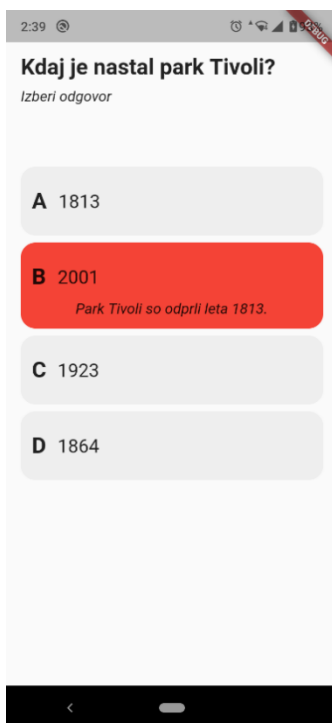 2:39
DEBUG
Kdaj je nastal park Tivoli?
Izberi odgovor
A 1813
B 2001
Park Tivoli so odprli leta 1813.
C 1923
D 1864